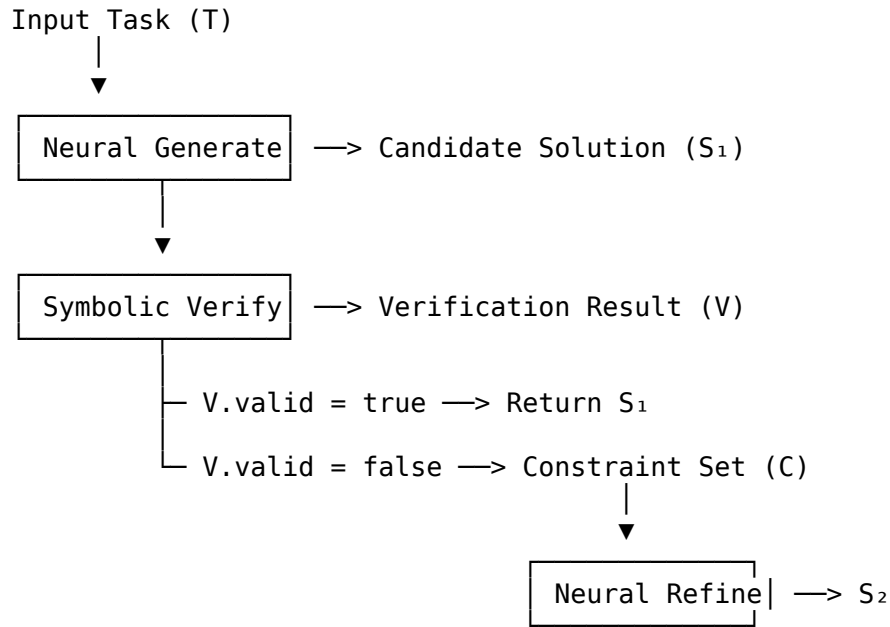 Input Task (T)
Neural Generate ──> Candidate Solution (S₁)
Symbolic Verify ──> Verification Result (V)
V.valid = true ──> Return S₁
V.valid = false ──> Constraint Set (C)
Neural Refine ──> S₂